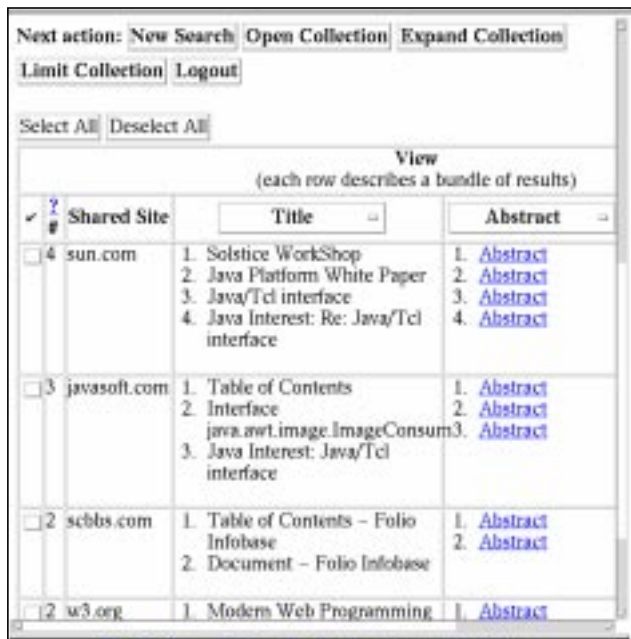 Next action: New Search Open Collection Expand Collection
Limit Collection Logout
Select All Deselect All
View
(each row describes a bundle of results)
✔ ? # Shared Site Title Abstract
4 sun.com
1. Solstice WorkShop
2. Java Platform White Paper
3. Java/Tcl interface
4. Java Interest: Re: Java/Tcl
interface
1. Abstract
2. Abstract
3. Abstract
4. Abstract
3 javasoft.com
1. Table of Contents
2. Interface
java.awt.image.ImageConsum
3. Java Interest: Java/Tcl
interface
1. Abstract
2. Abstract
3. Abstract
2 scbbs.com
1. Table of Contents – Folio
Infobase
2. Document – Folio Infobase
1. Abstract
2. Abstract
2 w3.org
1. Modern Web Programming
1. Abstract